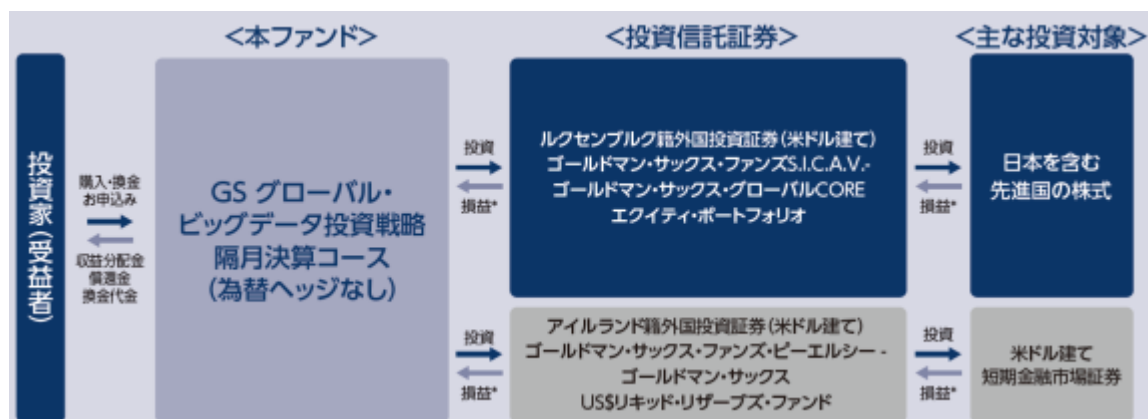 <本ファンド>
<投資信託証券>
<主な投資対象>
投資家(受益者)
購入・換金
お申込み
収益分配金
償還金
換金代金
GS グローバル・
ビッグデータ投資戦略
隔月決算コース
(為替ヘッジなし)
投資
損益*
ルクセンブルク籍外国投資証券(米ドル建て)
ゴールドマン・サックス・ファンズS.I.C.A.V.-
ゴールドマン・サックス・グローバルCORE
エクイティ・ポートフォリオ
投資
損益*
日本を含む
先進国の株式
投資
損益*
アイルランド籍外国投資証券(米ドル建て)
ゴールドマン・サックス・ファンズ・ピーエルシー -
ゴールドマン・サックス
US$リキッド・リザーブズ・ファンド
投資
損益*
米ドル建て
短期金融市場証券